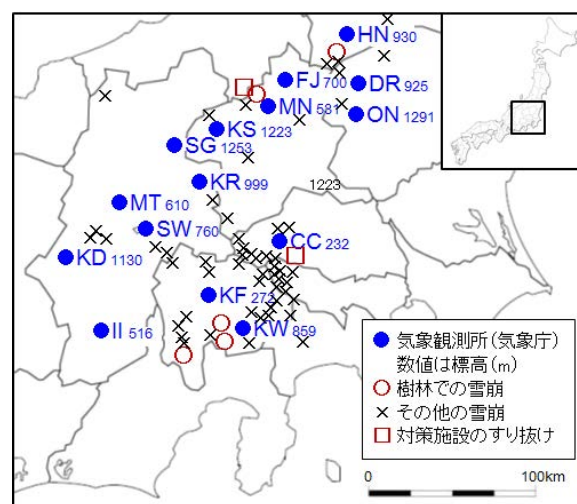 HN 930
FJ 700
DR 925
MN 581
ON 1291
KS 1223
SG 1253
KR 999
1223
MT 610
SW 760
CC 232
KD 1130
KF 272
II 516
KW 859
気象観測所(気象庁)
数値は標高(m)
樹林での雪崩
その他の雪崩
対策施設のすり抜け
0 100km